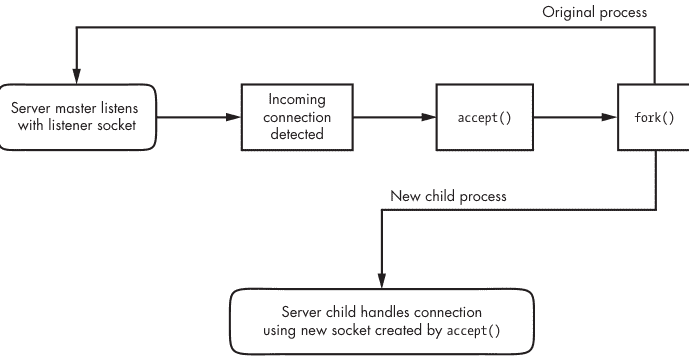 Original process
Server master listens
with listener socket
Incoming
connection
detected
accept()
fork()
New child process
Server child handles connection
using new socket created by accept()